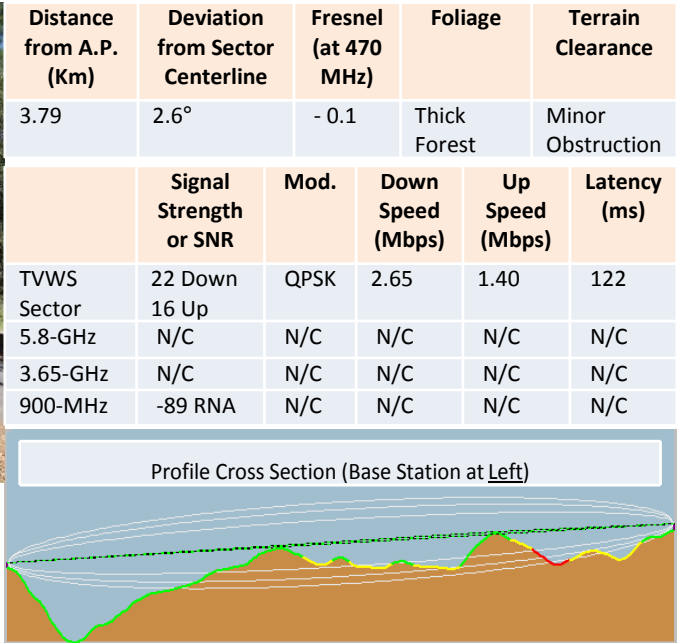 Distance from A.P. (Km) Deviation from Sector Centerline Fresnel (at 470 MHz) Foliage Terrain Clearance
3.79 2.6° - 0.1 Thick Forest Minor Obstruction
Signal Strength or SNR Mod. Down Speed (Mbps) Up Speed (Mbps) Latency (ms)
TVWS Sector 22 Down 16 Up QPSK 2.65 1.40 122
5.8-GHz N/C N/C N/C N/C N/C
3.65-GHz N/C N/C N/C N/C N/C
900-MHz -89 RNA N/C N/C N/C N/C
Profile Cross Section (Base Station at Left)